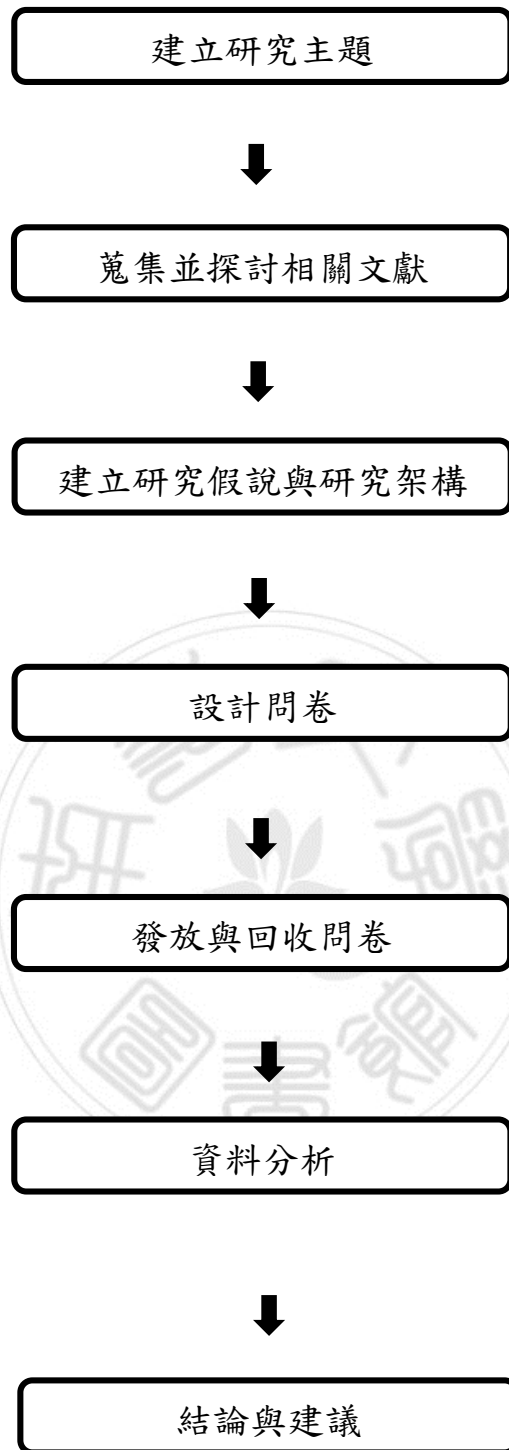 建立研究主題
蒐集並探討相關文獻
建立研究假說與研究架構
設計問卷
發放與回收問卷
資料分析
結論與建議